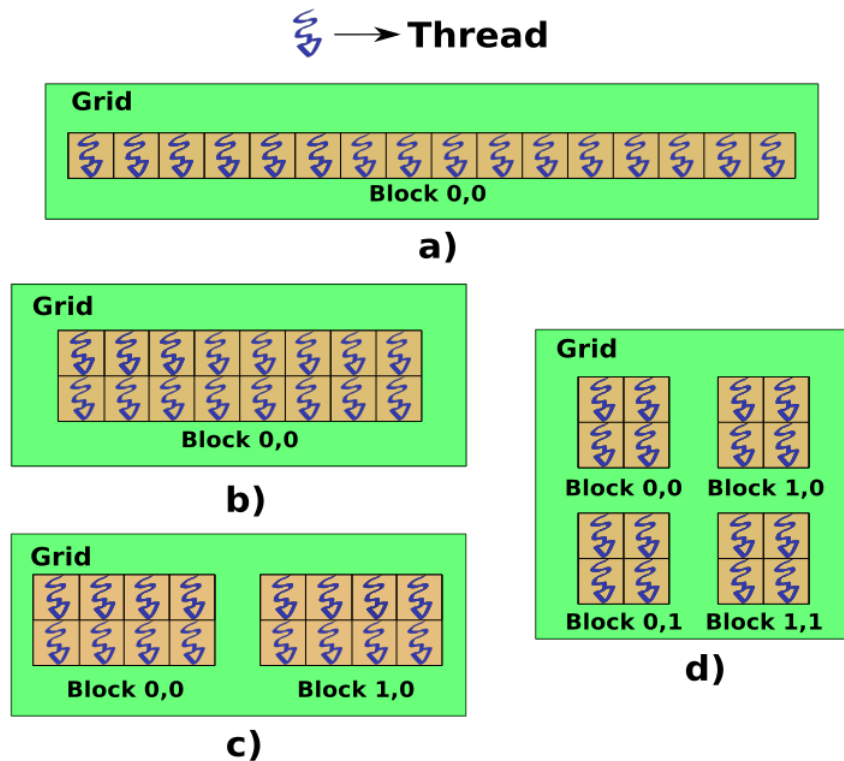 Thread
Grid
Block 0,0
a)
Grid
Block 0,0
b)
Grid
Block 0,0 Block 1,0
c)
Grid
Block 0,0 Block 1,0
Block 0,1 Block 1,1
d)